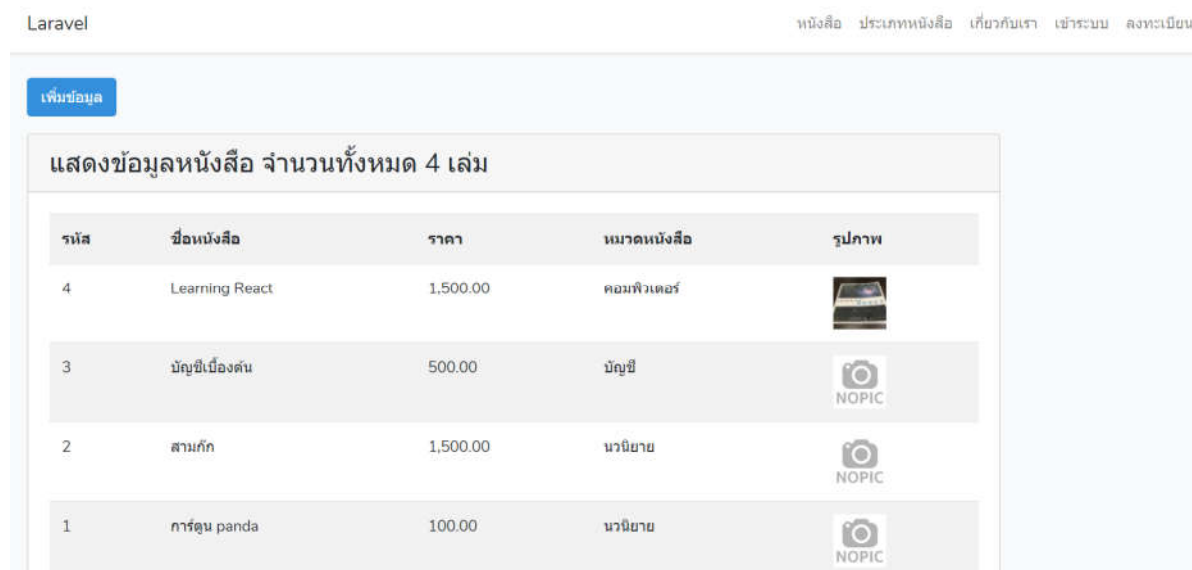 Laravel
หนังสือ ประเภทหนังสือ เกี่ยวกับเรา เข้าระบบ ลงทะเบียน
เพิ่มข้อมูล
แสดงข้อมูลหนังสือ จำนวนทั้งหมด 4 เล่ม
รหัส ชื่อหนังสือ ราคา หมวดหนังสือ รูปภาพ
4 Learning React 1,500.00 คอมพิวเตอร์
3 บัญชีเบื้องต้น 500.00 บัญชี NOPIC
2 สามก๊ก 1,500.00 นวนิยาย NOPIC
1 การ์ตูน panda 100.00 นวนิยาย NOPIC